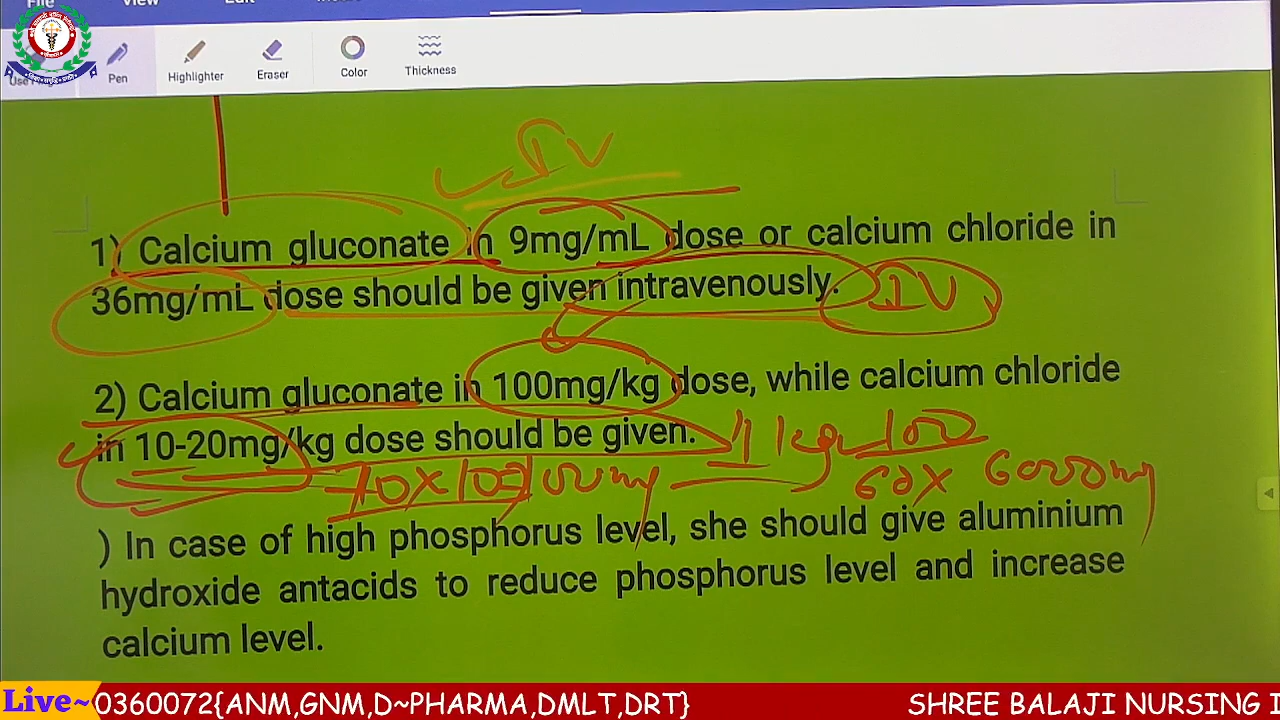 File View Edit
Pen Highlighter Eraser Color Thickness
IV
1) Calcium gluconate in 9mg/mL dose or calcium chloride in
36mg/mL dose should be given intravenously. IV
2) Calcium gluconate in 100mg/kg dose, while calcium chloride
in 10-20mg/kg dose should be given. 1 kg 100
60x 6000mg
) In case of high phosphorus level, she should give aluminium
hydroxide antacids to reduce phosphorus level and increase
calcium level.
Live~ 0360072{ANM,GNM,D~PHARMA,DMLT,DRT} SHREE BALAJI NURSING